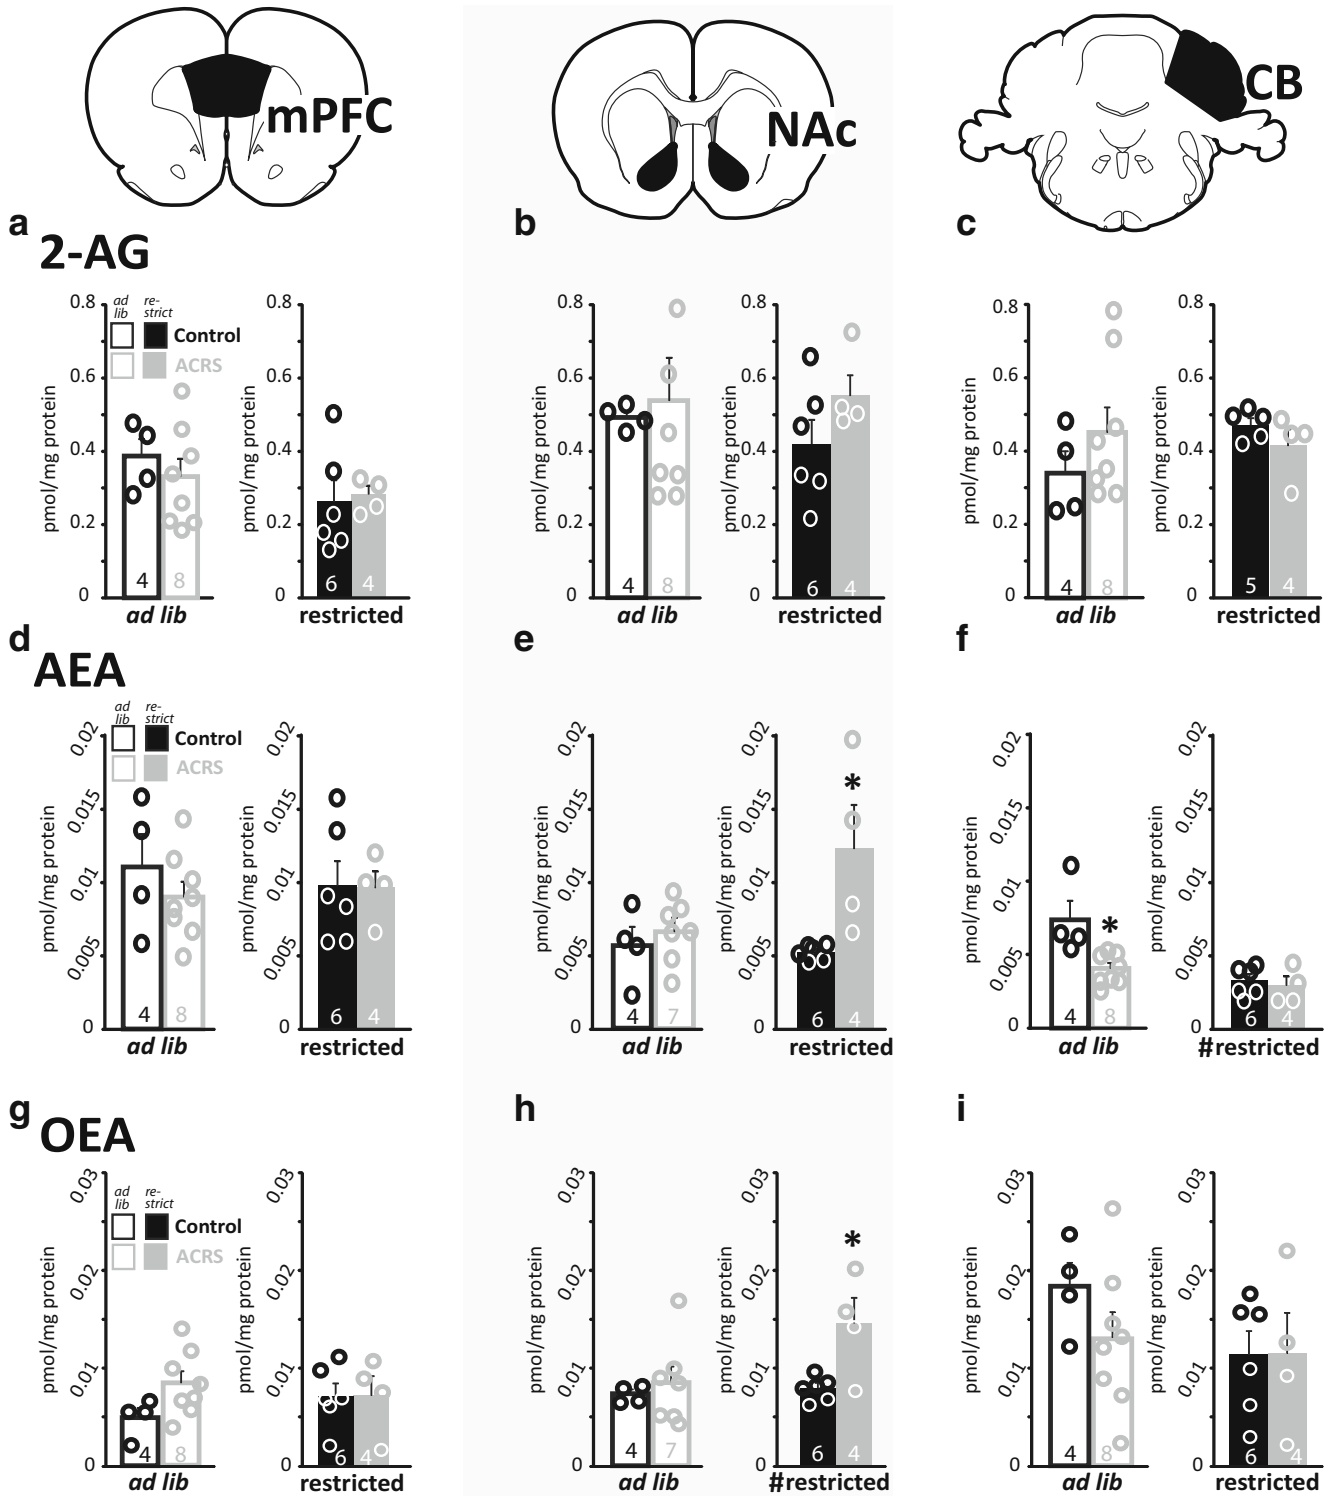 mPFC
NAc
CB
a
2-AG
b
c
ad lib
re-strict
Control
ACRS
pmol/mg protein
0.8
0.6
0.4
0.2
0
4
8
ad lib
pmol/mg protein
0.8
0.6
0.4
0.2
0
6
4
restricted
pmol/mg protein
0.8
0.6
0.4
0.2
0
4
8
ad lib
pmol/mg protein
0.8
0.6
0.4
0.2
0
6
4
restricted
pmol/mg protein
0.8
0.6
0.4
0.2
0
4
8
ad lib
pmol/mg protein
0.8
0.6
0.4
0.2
0
5
4
restricted
d
AEA
e
f
ad lib
re-strict
Control
ACRS
pmol/mg protein
0.02
0.015
0.01
0.005
0
4
8
ad lib
pmol/mg protein
0.02
0.015
0.01
0.005
0
6
4
restricted
pmol/mg protein
0.02
0.015
0.01
0.005
0
4
7
ad lib
pmol/mg protein
0.02
0.015
0.01
0.005
0
*
6
4
restricted
pmol/mg protein
0.02
0.015
0.01
0.005
0
*
4
8
ad lib
pmol/mg protein
0.02
0.015
0.01
0.005
0
6
4
#restricted
g
OEA
h
i
ad lib
re-strict
Control
ACRS
pmol/mg protein
0.03
0.02
0.01
0
4
8
ad lib
pmol/mg protein
0.03
0.02
0.01
0
6
4
restricted
pmol/mg protein
0.03
0.02
0.01
0
4
7
ad lib
pmol/mg protein
0.03
0.02
0.01
0
*
6
4
#restricted
pmol/mg protein
0.03
0.02
0.01
0
4
8
ad lib
pmol/mg protein
0.03
0.02
0.01
0
6
4
restricted